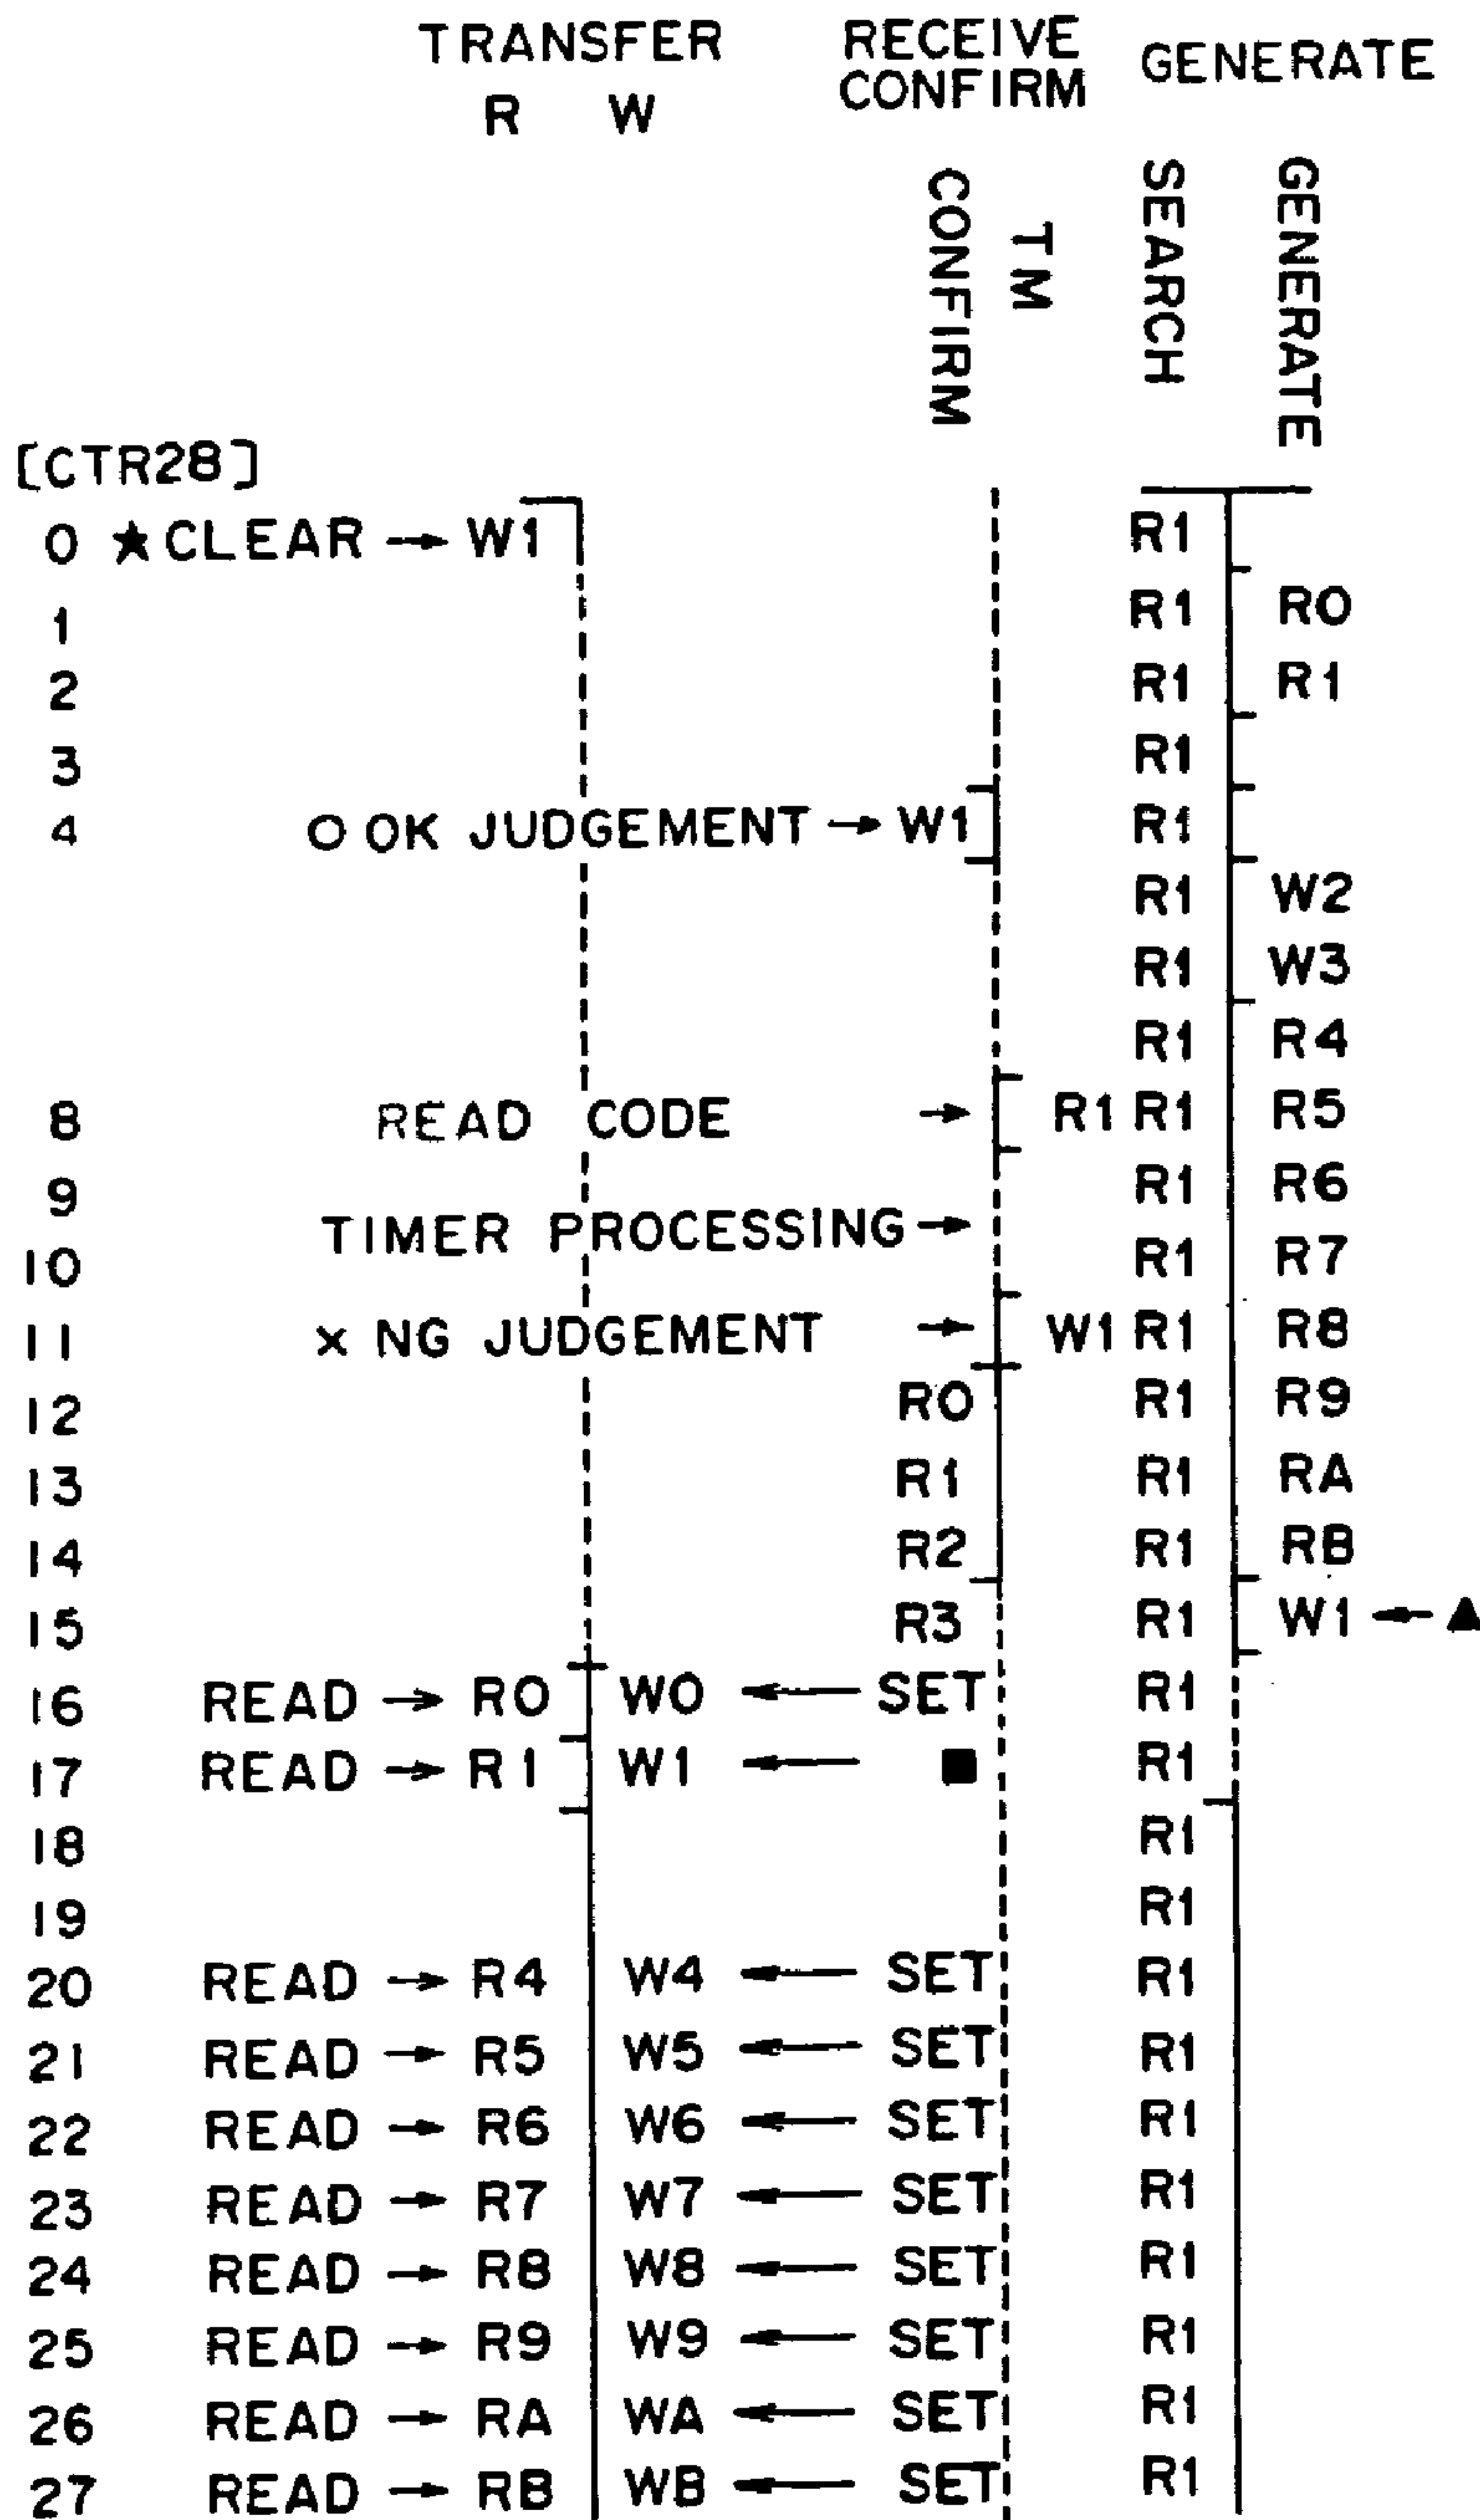 TRANSFER RECEIVE CONFIRM GENERATE
R W
CONFIRM TM SEARCH GENERATE
[CTR28]
0 ★CLEAR → W1 R1
1 R1 R0
2 R1 R1
3 R1
4 ○ OK JUDGEMENT → W1 R1
R1 W2
R1 W3
R1 R4
8 READ CODE → R1 R1 R5
9 R1 R6
TIMER PROCESSING →
10 R1 R7
11 × NG JUDGEMENT → W1 R1 R8
12 R0 R1 R9
13 R1 R1 RA
14 R2 R1 RB
15 R3 R1 W1 ← ▲
16 READ → R0 W0 ← SET R1
17 READ → R1 W1 ← ■ R1
18 R1
19 R1
20 READ → R4 W4 ← SET R1
21 READ → R5 W5 ← SET R1
22 READ → R6 W6 ← SET R1
23 READ → R7 W7 ← SET R1
24 READ → R8 W8 ← SET R1
25 READ → R9 W9 ← SET R1
26 READ → RA WA ← SET R1
27 READ → RB WB ← SET R1